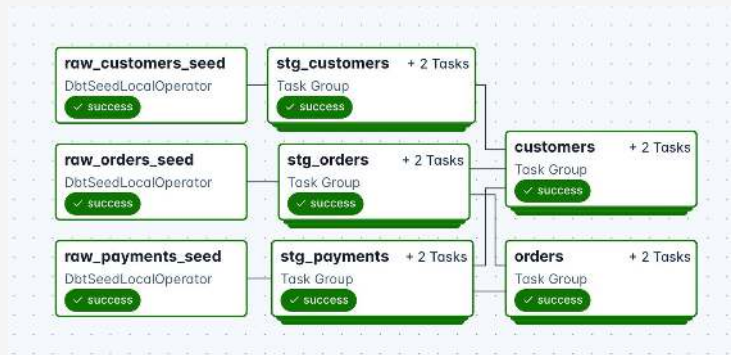 raw_customers_seed
DbtSeedLocalOperator
✓ success
stg_customers + 2 Tasks
Task Group
✓ success
raw_orders_seed
DbtSeedLocalOperator
✓ success
stg_orders + 2 Tasks
Task Group
✓ success
customers + 2 Tasks
Task Group
✓ success
raw_payments_seed
DbtSeedLocalOperator
✓ success
stg_payments + 2 Tasks
Task Group
✓ success
orders + 2 Tasks
Task Group
✓ success